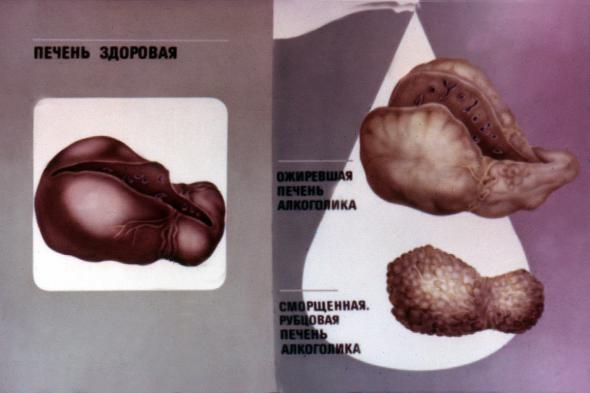 ПЕЧЕНЬ ЗДОРОВАЯ
ОЖИРЕВШАЯ
ПЕЧЕНЬ
АЛКОГОЛИКА
СМОРЩЕННАЯ.
РУБЦОВАЯ
ПЕЧЕНЬ
АЛКОГОЛИКА